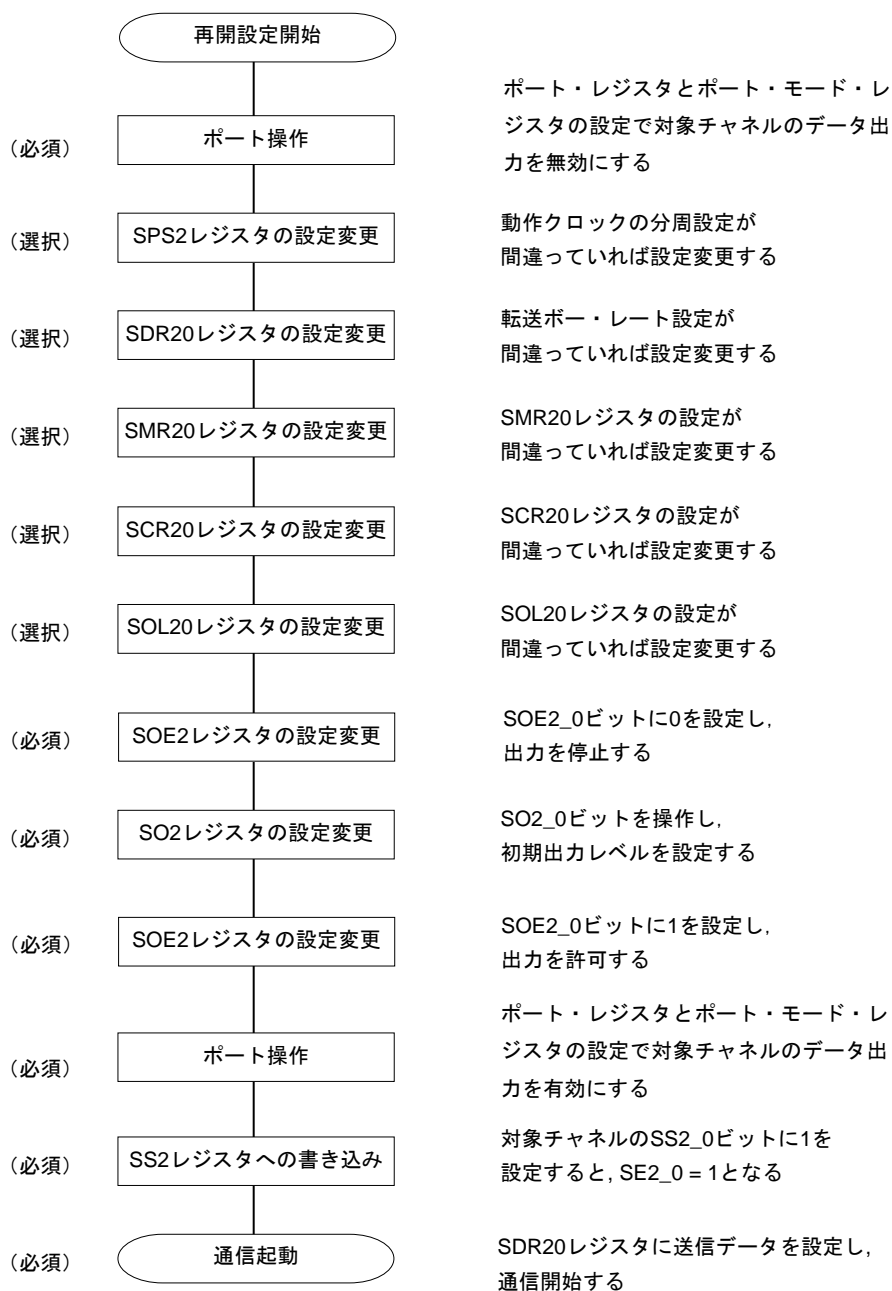 再開設定開始
(必須)
ポート操作
ポート・レジスタとポート・モード・レ
ジスタの設定で対象チャネルのデータ出
力を無効にする
(選択)
SPS2レジスタの設定変更
動作クロックの分周設定が
間違っていれば設定変更する
(選択)
SDR20レジスタの設定変更
転送ボー・レート設定が
間違っていれば設定変更する
(選択)
SMR20レジスタの設定変更
SMR20レジスタの設定が
間違っていれば設定変更する
(選択)
SCR20レジスタの設定変更
SCR20レジスタの設定が
間違っていれば設定変更する
(選択)
SOL20レジスタの設定変更
SOL20レジスタの設定が
間違っていれば設定変更する
(必須)
SOE2レジスタの設定変更
SOE2_0ビットに0を設定し,
出力を停止する
(必須)
SO2レジスタの設定変更
SO2_0ビットを操作し,
初期出力レベルを設定する
(必須)
SOE2レジスタの設定変更
SOE2_0ビットに1を設定し,
出力を許可する
(必須)
ポート操作
ポート・レジスタとポート・モード・レ
ジスタの設定で対象チャネルのデータ出
力を有効にする
(必須)
SS2レジスタへの書き込み
対象チャネルのSS2_0ビットに1を
設定すると, SE2_0 = 1となる
(必須)
通信起動
SDR20レジスタに送信データを設定し,
通信開始する